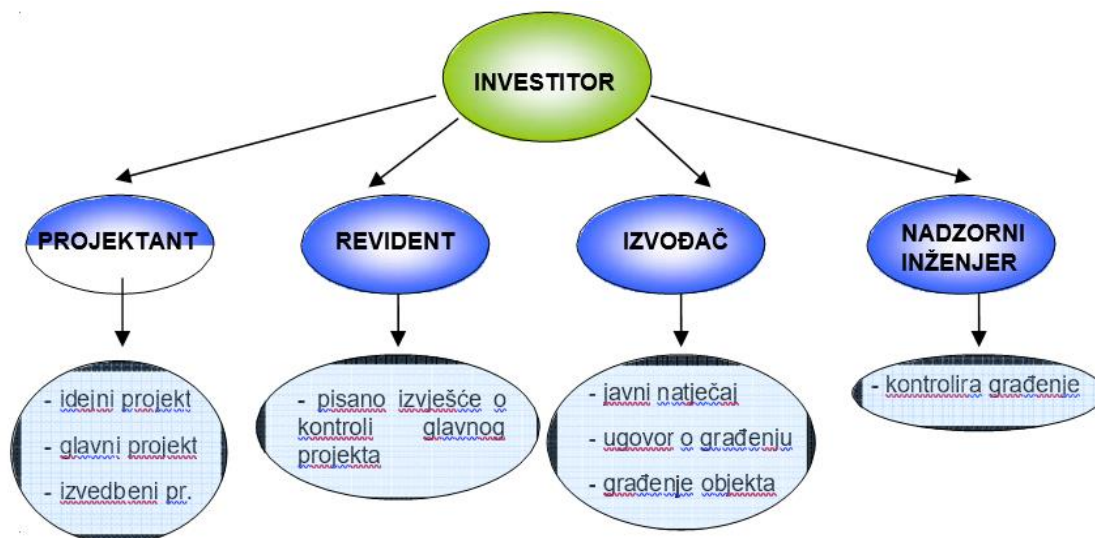 INVESTITOR
PROJEKTANT
REVIDENT
IZVOĐAČ
NADZORNI
INŽENJER
- idejni projekt
- glavni projekt
- izvedbeni pr.
- pisano izvješće o
kontroli glavnog
projekta
- javni natječaj
- ugovor o građenju
- građenje objekta
- kontrolira građenje